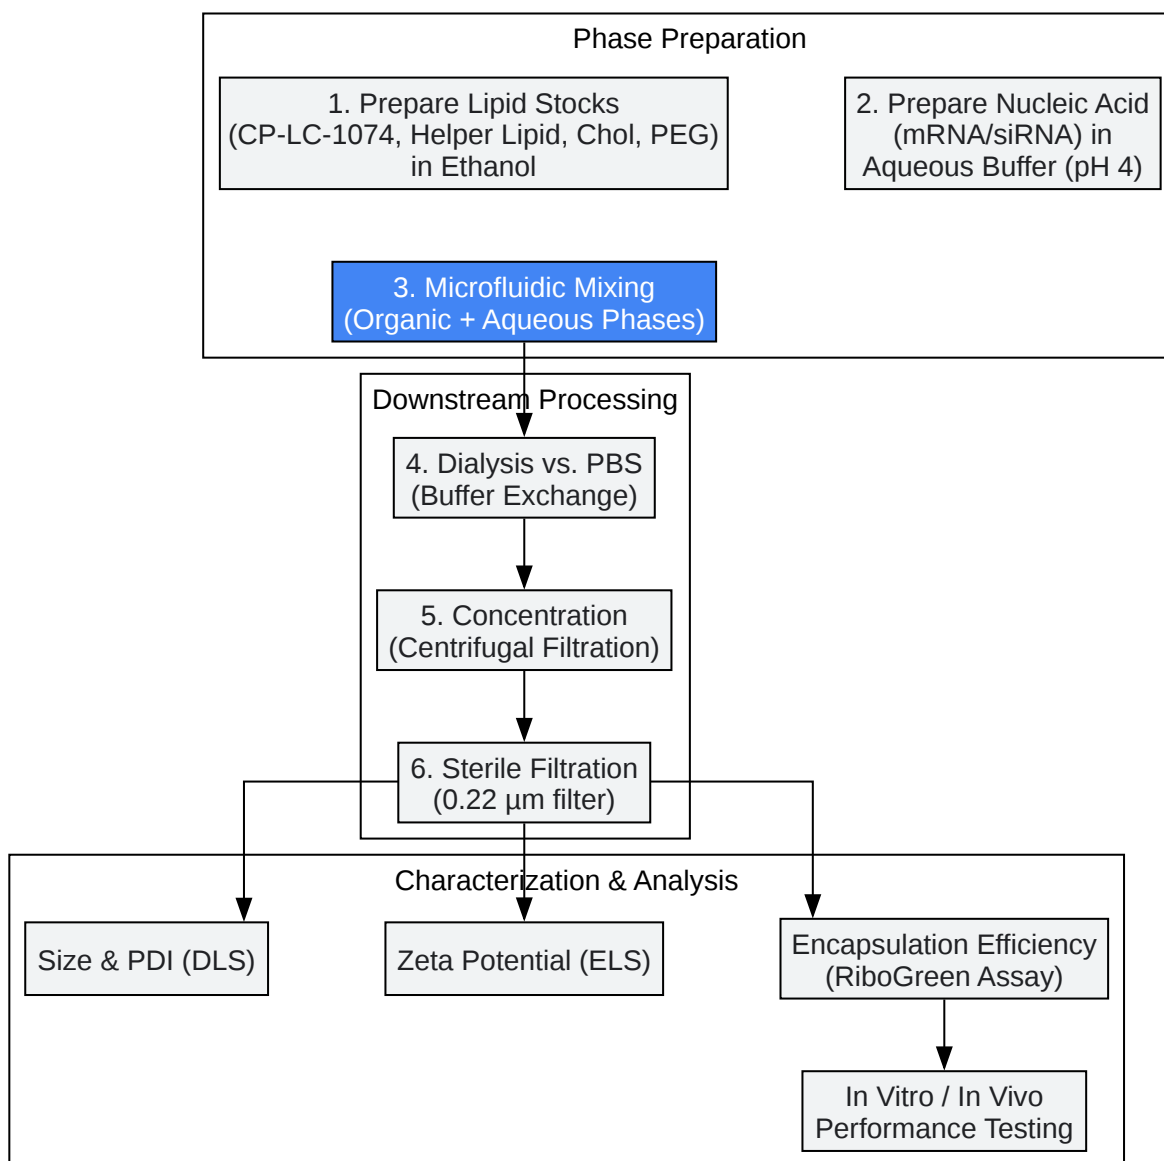 Phase Preparation
1. Prepare Lipid Stocks
(CP-LC-1074, Helper Lipid, Chol, PEG)
in Ethanol
2. Prepare Nucleic Acid
(mRNA/siRNA) in
Aqueous Buffer (pH 4)
3. Microfluidic Mixing
(Organic + Aqueous Phases)
Downstream Processing
4. Dialysis vs. PBS
(Buffer Exchange)
5. Concentration
(Centrifugal Filtration)
6. Sterile Filtration
(0.22 µm filter)
Characterization & Analysis
Size & PDI (DLS)
Zeta Potential (ELS)
Encapsulation Efficiency
(RiboGreen Assay)
In Vitro / In Vivo
Performance Testing